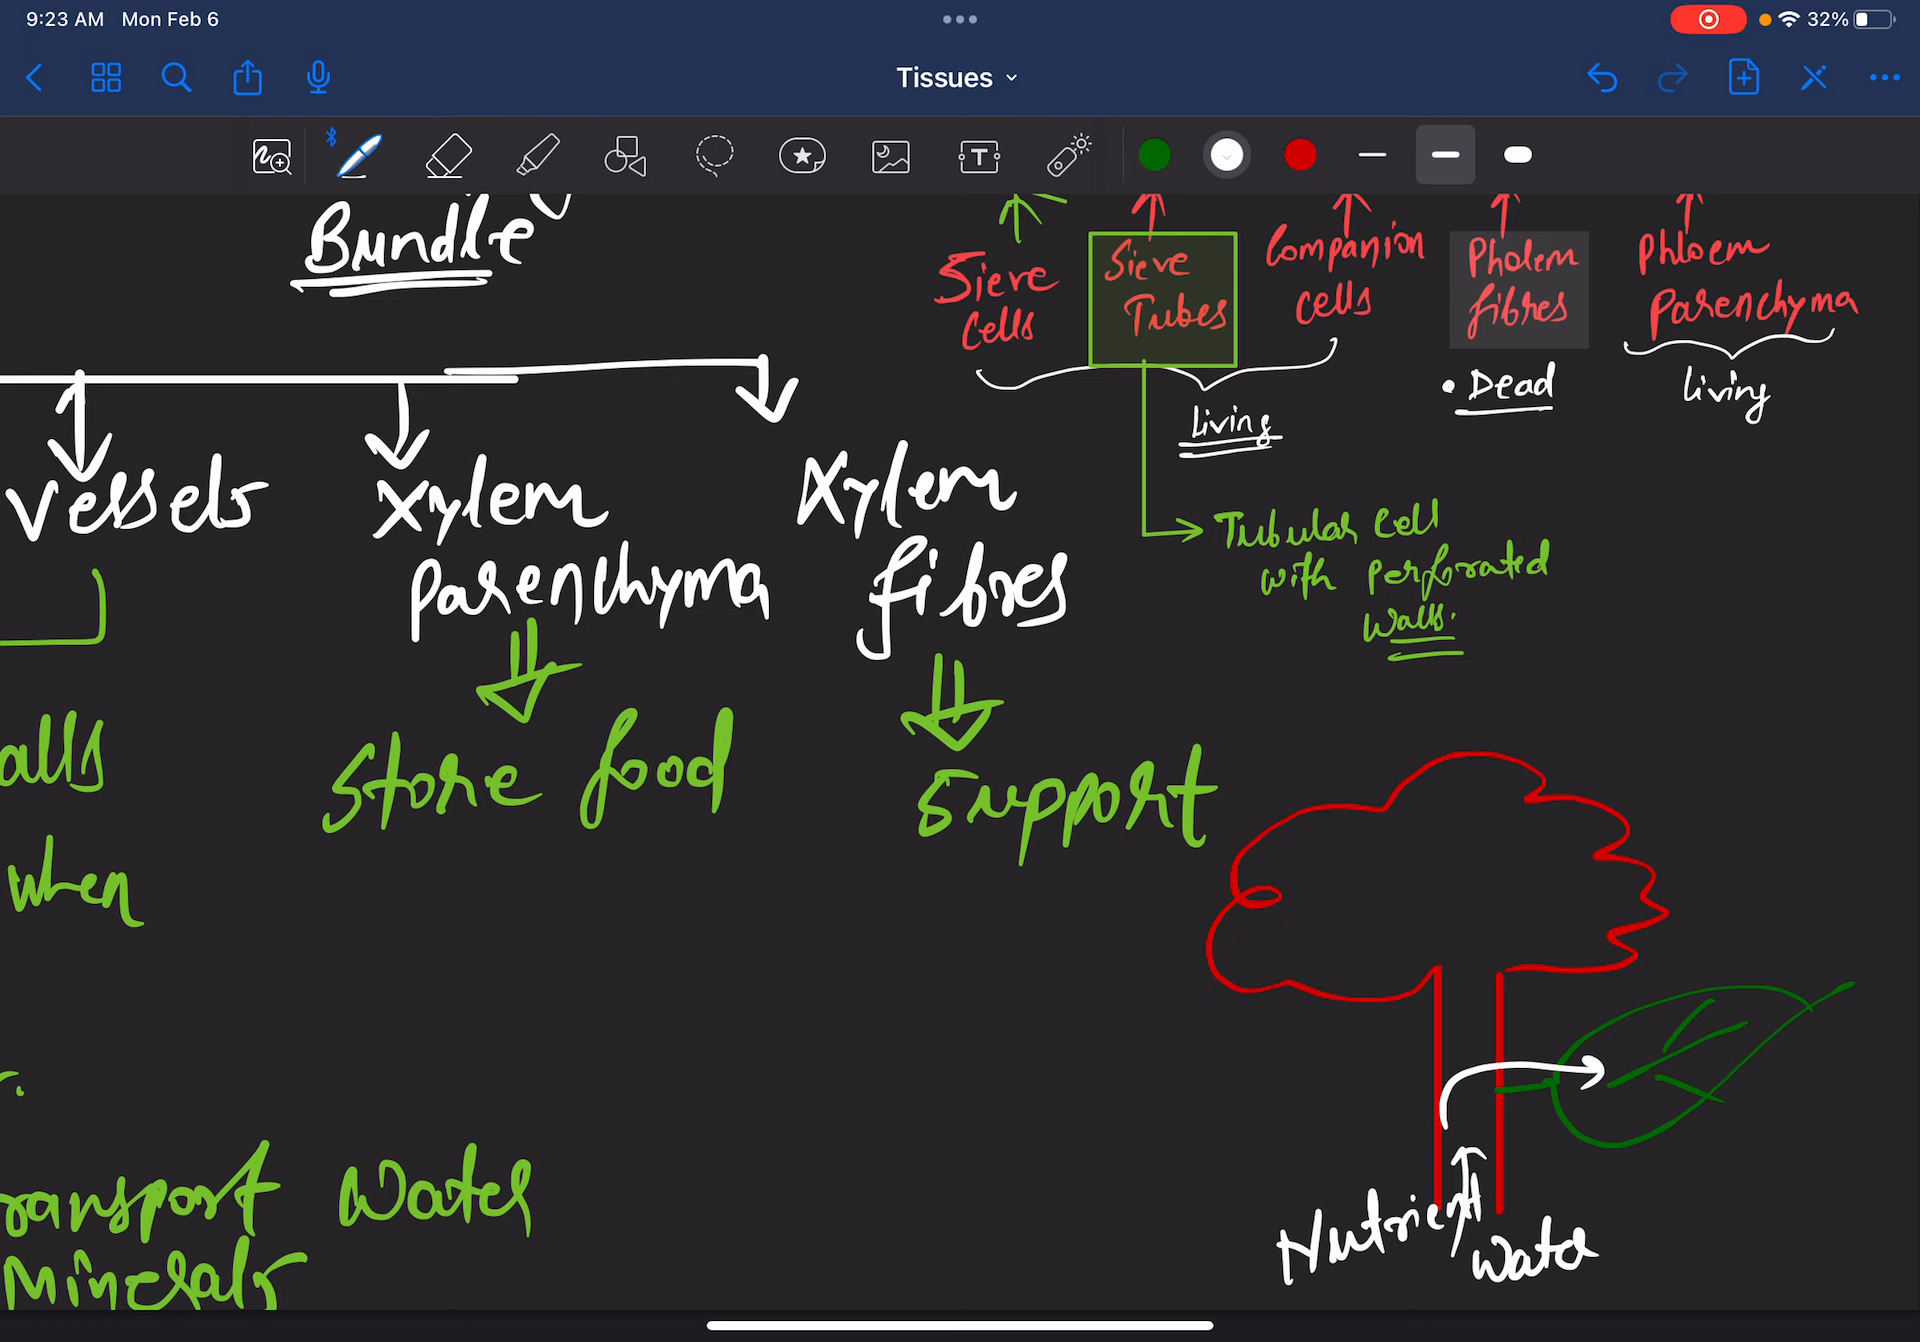 9:23 AM Mon Feb 6
32%
Tissues
T
Bundle
Vessels
Xylem
Parenchyma
Xylem
fibres
Store food
Support
alls
when
ransport Water
Minerals
Sieve
Cells
Sieve
Tubes
Companion
cells
Pholem
fibres
Phloem
Parenchyma
Living
• Dead
living
Tubular Cell
with perforated
walls.
Nutrient
Water